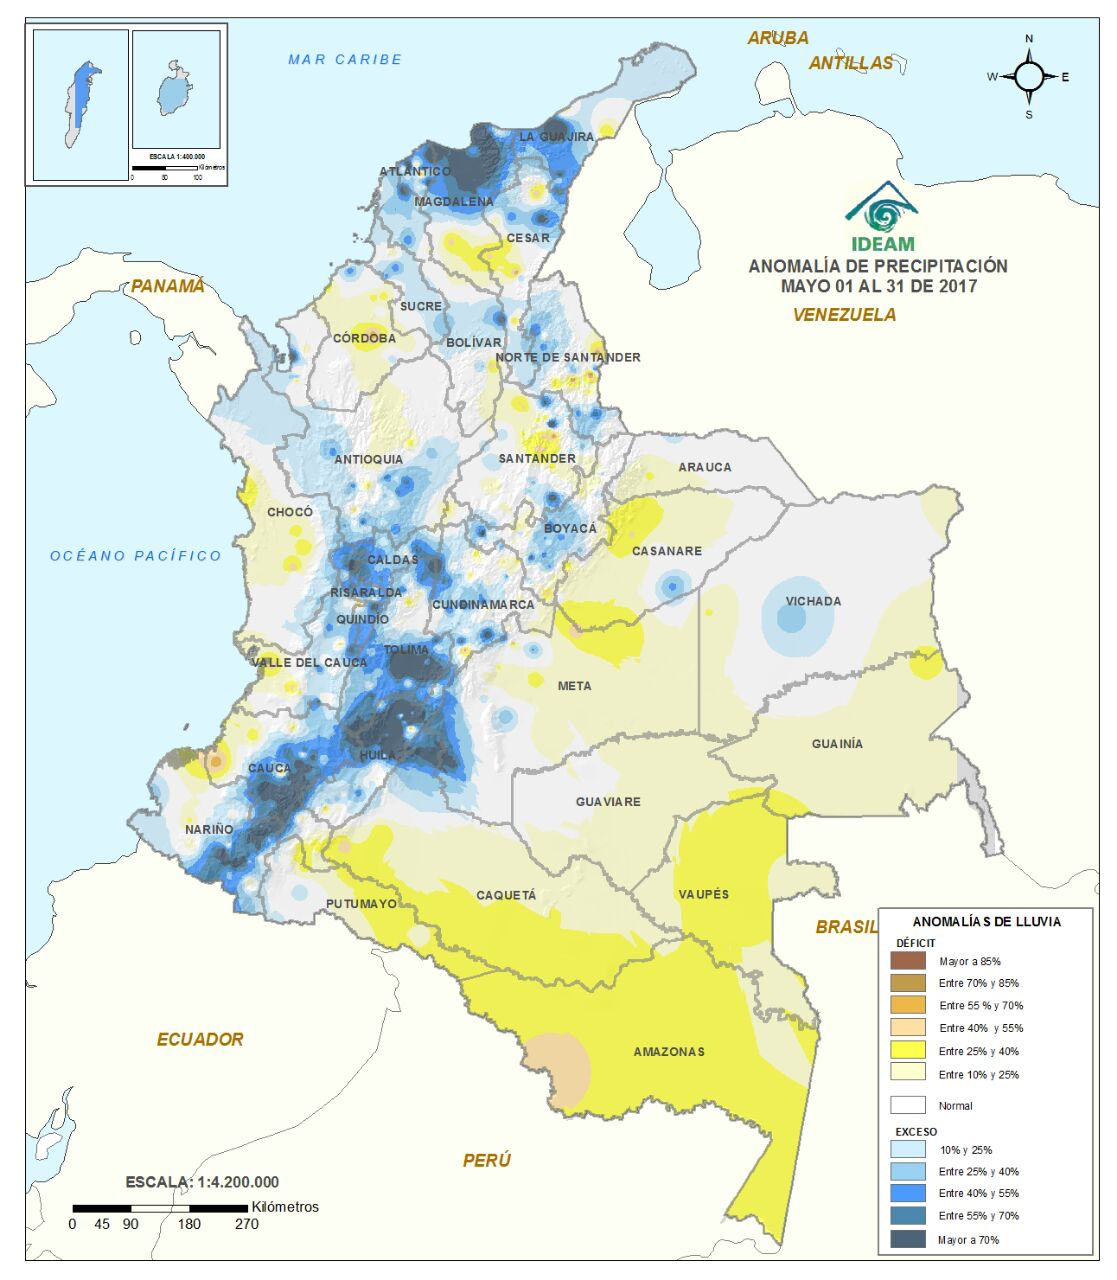 ARUBA
ANTILLAS
MAR CARIBE
N
W
E
S
ESCALA 1:400.000
Kilómetros
0 50 100
LA GUAJIRA
ATLÁNTICO
MAGDALENA
CESAR
IDEAM
ANOMALÍA DE PRECIPITACIÓN
MAYO 01 AL 31 DE 2017
PANAMÁ
VENEZUELA
SUCRE
CÓRDOBA
BOLÍVAR
NORTE DE SANTANDER
ANTIOQUIA
SANTANDER
ARAUCA
CHOCÓ
BOYACÁ
CASANARE
OCÉANO PACÍFICO
CALDAS
RISARALDA
CUNDINAMARCA
VICHADA
QUINDÍO
TOLIMA
VALLE DEL CAUCA
META
GUAINÍA
HUILA
CAUCA
GUAVIARE
NARIÑO
CAQUETÁ
VAUPÉS
PUTUMAYO
BRASIL
ECUADOR
AMAZONAS
PERÚ
ANOMALÍAS DE LLUVIA
DÉFICIT
Mayor a 85%
Entre 70% y 85%
Entre 55 % y 70%
Entre 40% y 55%
Entre 25% y 40%
Entre 10% y 25%
Normal
EXCESO
10% y 25%
Entre 25% y 40%
Entre 40% y 55%
Entre 55% y 70%
Mayor a 70%
ESCALA: 1:4.200.000
Kilómetros
0 45 90 180 270